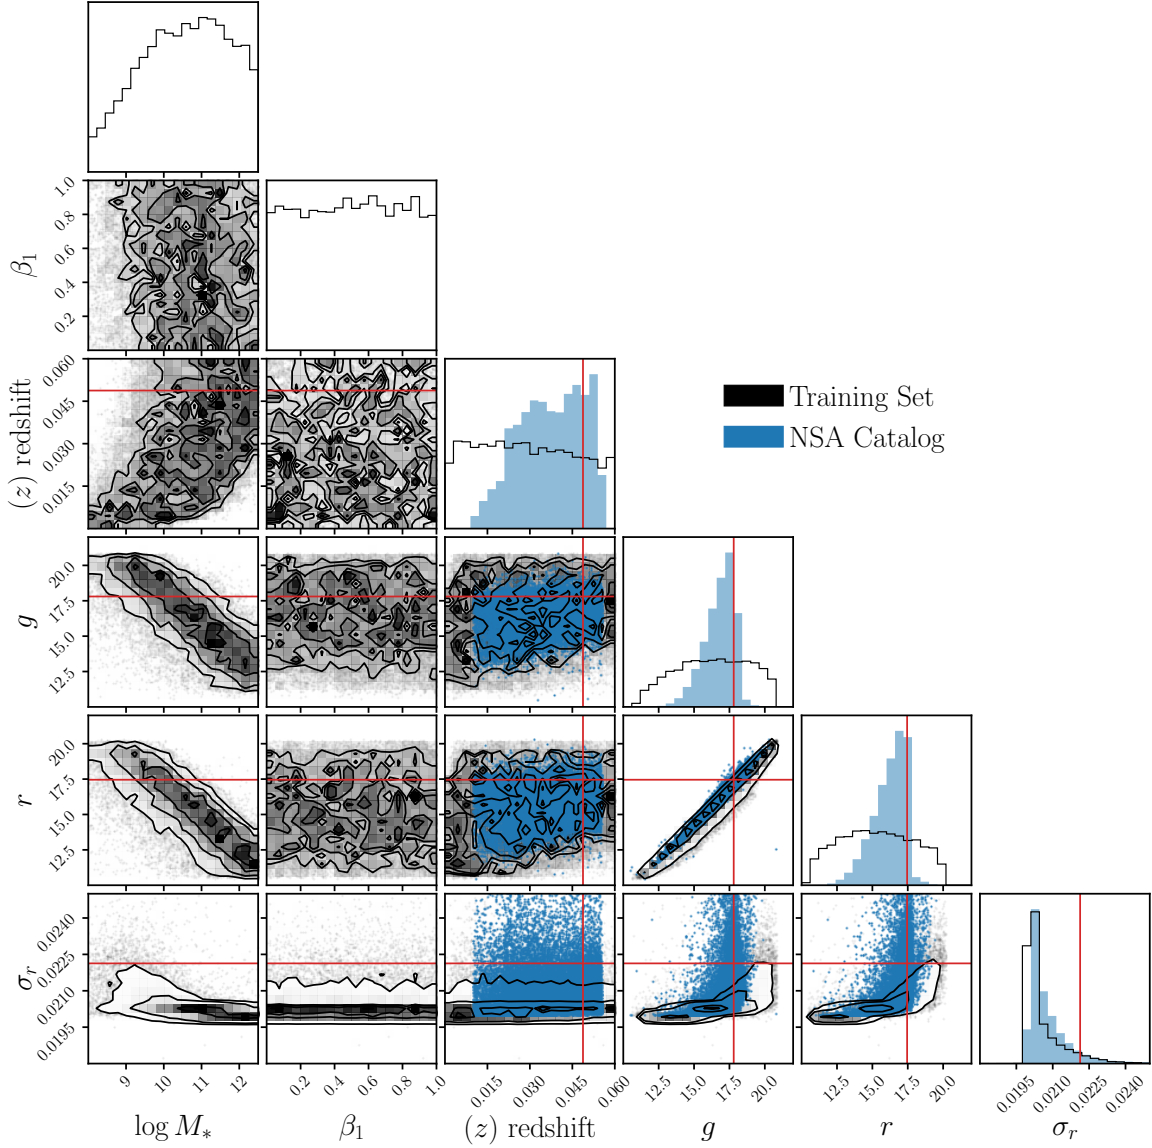 1.0
0.8
0.6
0.4
0.2
β₁
0.060
0.045
0.030
0.015
(z) redshift
Training Set
NSA Catalog
20.0
17.5
15.0
12.5
g
20.0
17.5
15.0
12.5
r
0.0240
0.0225
0.0210
0.0195
σᵣ
9 10 11 12
0.2 0.4 0.6 0.8 1.0
0.015 0.030 0.045 0.060
12.5 15.0 17.5 20.0
12.5 15.0 17.5 20.0
0.0195 0.0210 0.0225 0.0240
log M* β₁ (z) redshift g r σᵣ